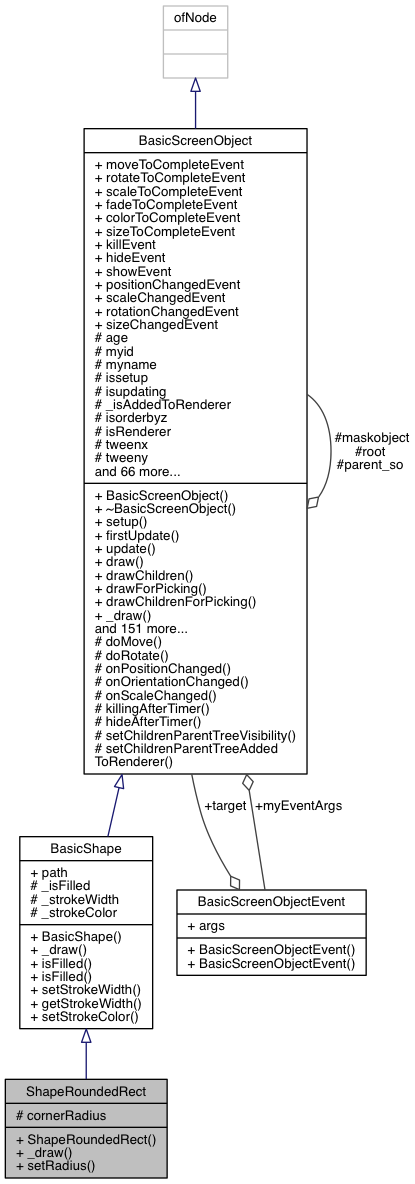 ofNode
BasicScreenObject
+ moveToCompleteEvent
+ rotateToCompleteEvent
+ scaleToCompleteEvent
+ fadeToCompleteEvent
+ colorToCompleteEvent
+ sizeToCompleteEvent
+ killEvent
+ hideEvent
+ showEvent
+ positionChangedEvent
+ scaleChangedEvent
+ rotationChangedEvent
+ sizeChangedEvent
# age
# myid
# myname
# issetup
# isupdating
# _isAddedToRenderer
# isorderbyz
# isRenderer
# tweenx
# tweeny
and 66 more...
+ BasicScreenObject()
+ ~BasicScreenObject()
+ setup()
+ firstUpdate()
+ update()
+ draw()
+ drawChildren()
+ drawForPicking()
+ drawChildrenForPicking()
+ _draw()
and 151 more...
# doMove()
# doRotate()
# onPositionChanged()
# onOrientationChanged()
# onScaleChanged()
# killingAfterTimer()
# hideAfterTimer()
# setChildrenParentTreeVisibility()
# setChildrenParentTreeAdded
ToRenderer()
#maskobject
#root
#parent_so
+target
+myEventArgs
BasicShape
+ path
# _isFilled
# _strokeWidth
# _strokeColor
+ BasicShape()
+ _draw()
+ isFilled()
+ isFilled()
+ setStrokeWidth()
+ getStrokeWidth()
+ setStrokeColor()
BasicScreenObjectEvent
+ args
+ BasicScreenObjectEvent()
+ BasicScreenObjectEvent()
ShapeRoundedRect
# cornerRadius
+ ShapeRoundedRect()
+ _draw()
+ setRadius()